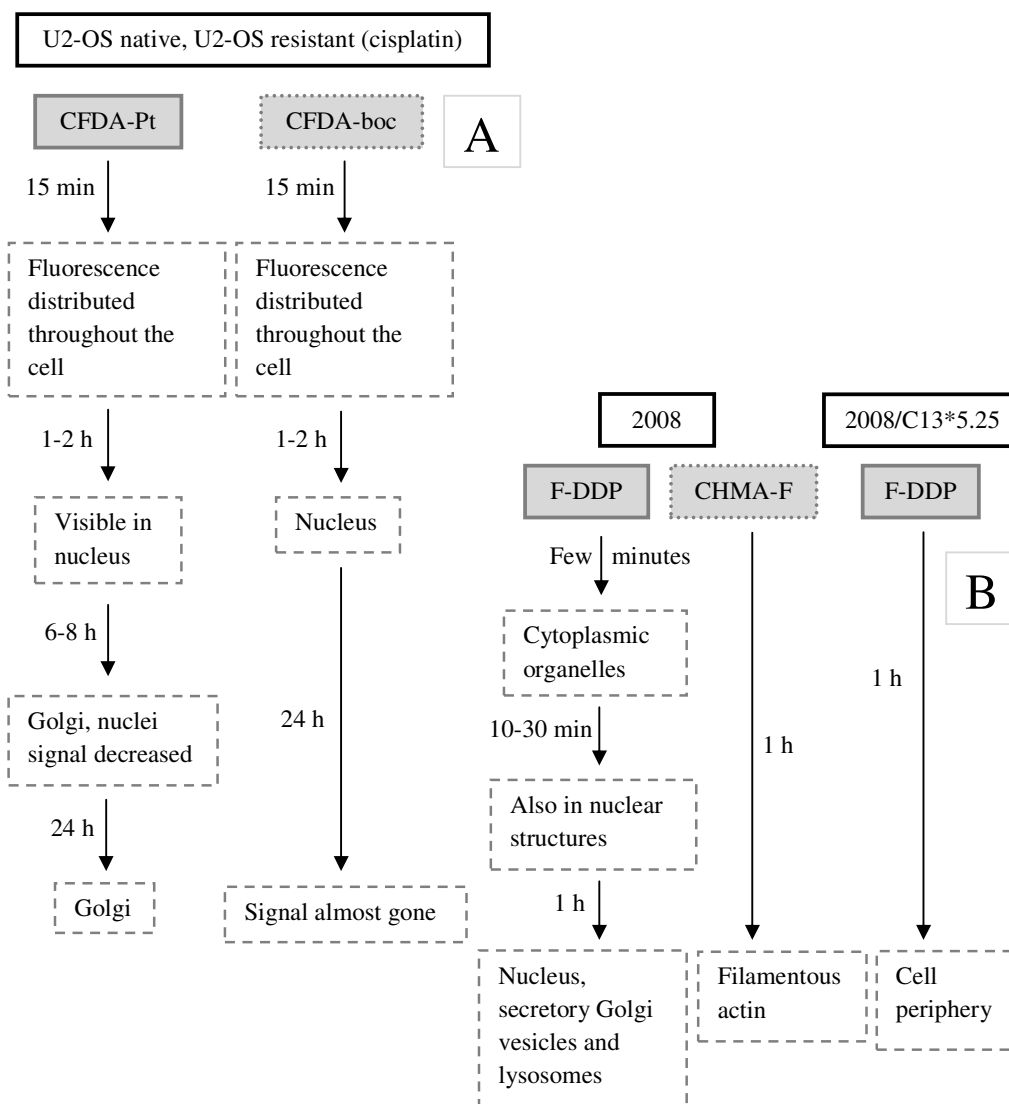 U2-OS native, U2-OS resistant (cisplatin)
CFDA-Pt
CFDA-boc
A
15 min
15 min
Fluorescence
distributed
throughout the
cell
Fluorescence
distributed
throughout the
cell
1-2 h
1-2 h
Visible in
nucleus
Nucleus
6-8 h
Golgi, nuclei
signal decreased
24 h
24 h
Golgi
Signal almost gone
2008
2008/C13*5.25
F-DDP
CHMA-F
F-DDP
B
Few minutes
Cytoplasmic
organelles
10-30 min
Also in nuclear
structures
1 h
1 h
1 h
Nucleus,
secretory Golgi
vesicles and
lysosomes
Filamentous
actin
Cell
periphery